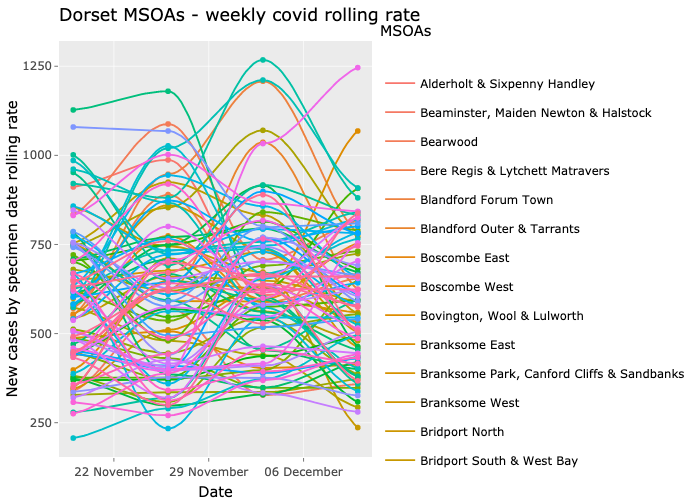 Dorset MSOAs - weekly covid rolling rate
MSOAs
New cases by specimen date rolling rate
1250
1000
750
500
250
22 November
29 November
06 December
Date
Alderholt & Sixpenny Handley
Beaminster, Maiden Newton & Halstock
Bearwood
Bere Regis & Lytchett Matravers
Blandford Forum Town
Blandford Outer & Tarrants
Boscombe East
Boscombe West
Bovington, Wool & Lulworth
Branksome East
Branksome Park, Canford Cliffs & Sandbanks
Branksome West
Bridport North
Bridport South & West Bay